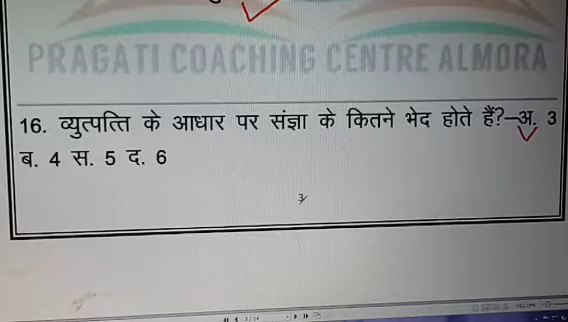 PRAGATI COACHING CENTRE ALMORA
16. व्युत्पत्ति के आधार पर संज्ञा के कितने भेद होते हैं?–अ. 3
ब. 4 स. 5 द. 6